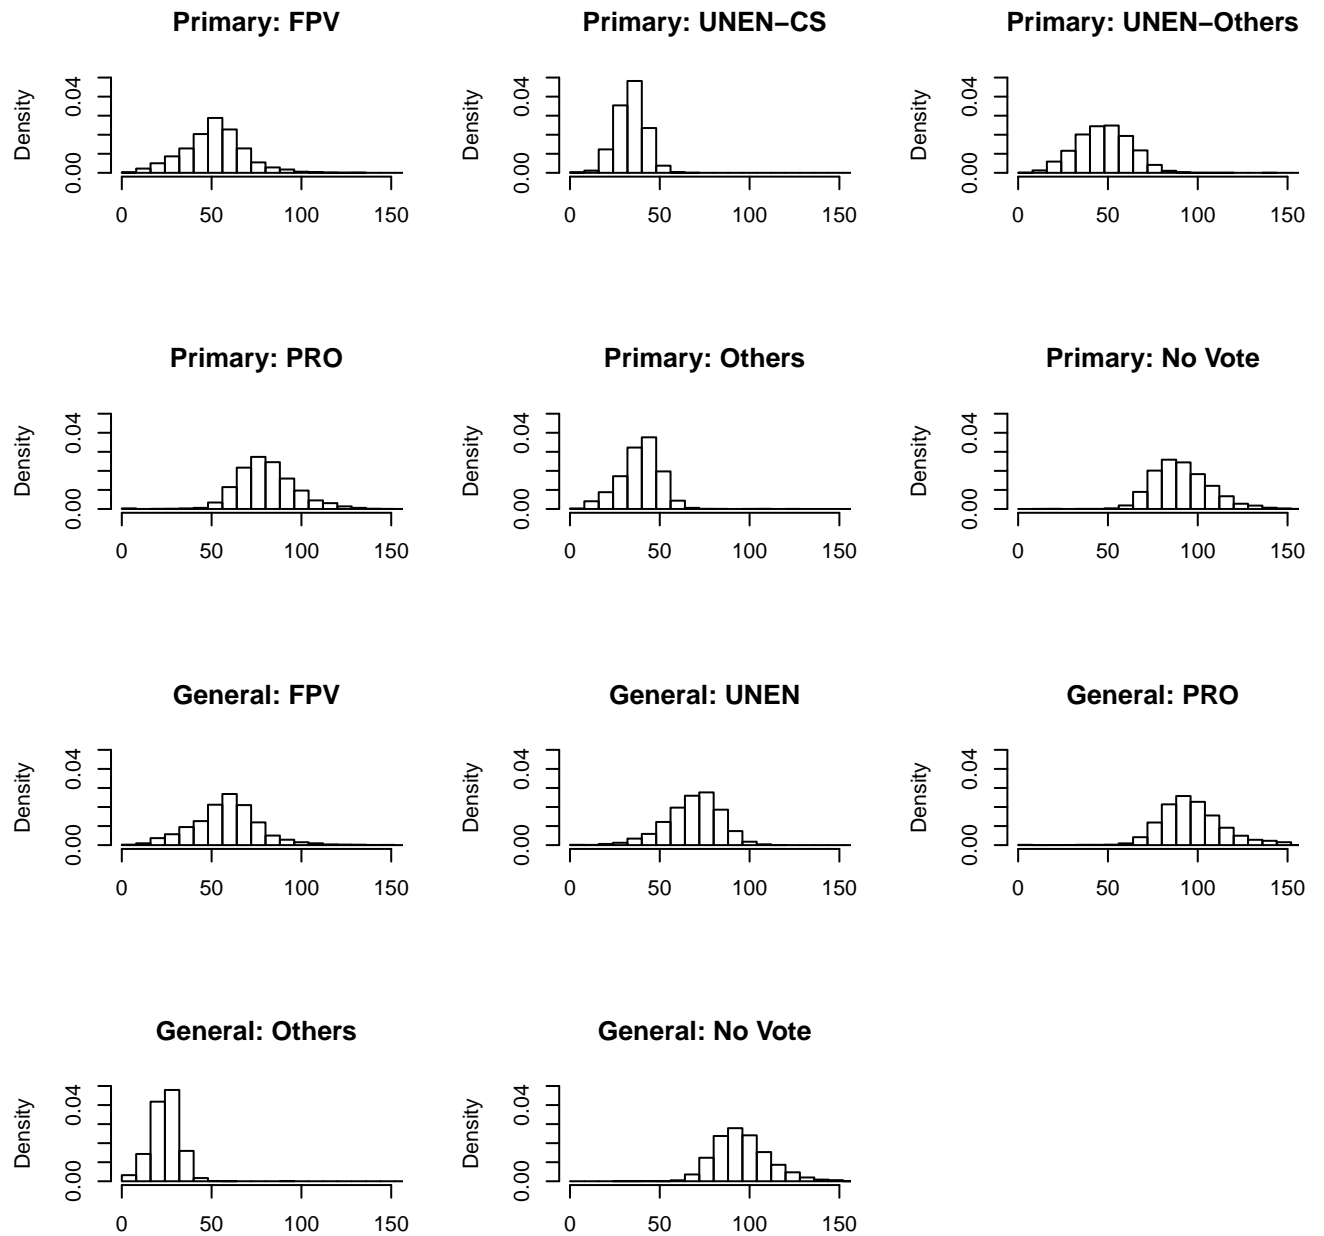 Primary: FPV
Primary: UNEN−CS
Primary: UNEN−Others
Density
0.00
0.04
0 50 100 150
Density
0.00
0.04
0 50 100 150
Density
0.00
0.04
0 50 100 150
Primary: PRO
Primary: Others
Primary: No Vote
Density
0.00
0.04
0 50 100 150
Density
0.00
0.04
0 50 100 150
Density
0.00
0.04
0 50 100 150
General: FPV
General: UNEN
General: PRO
Density
0.00
0.04
0 50 100 150
Density
0.00
0.04
0 50 100 150
Density
0.00
0.04
0 50 100 150
General: Others
General: No Vote
Density
0.00
0.04
0 50 100 150
Density
0.00
0.04
0 50 100 150